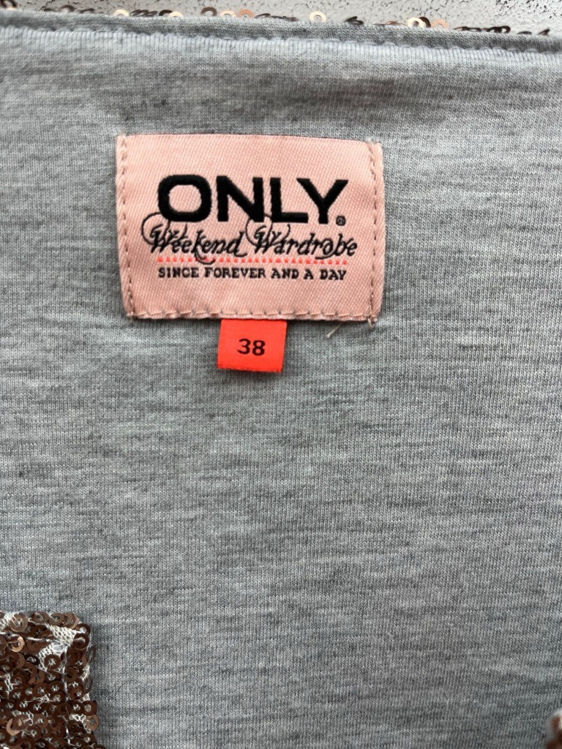 ONLY®
Weekend Wardrobe
SINCE FOREVER AND A DAY
38